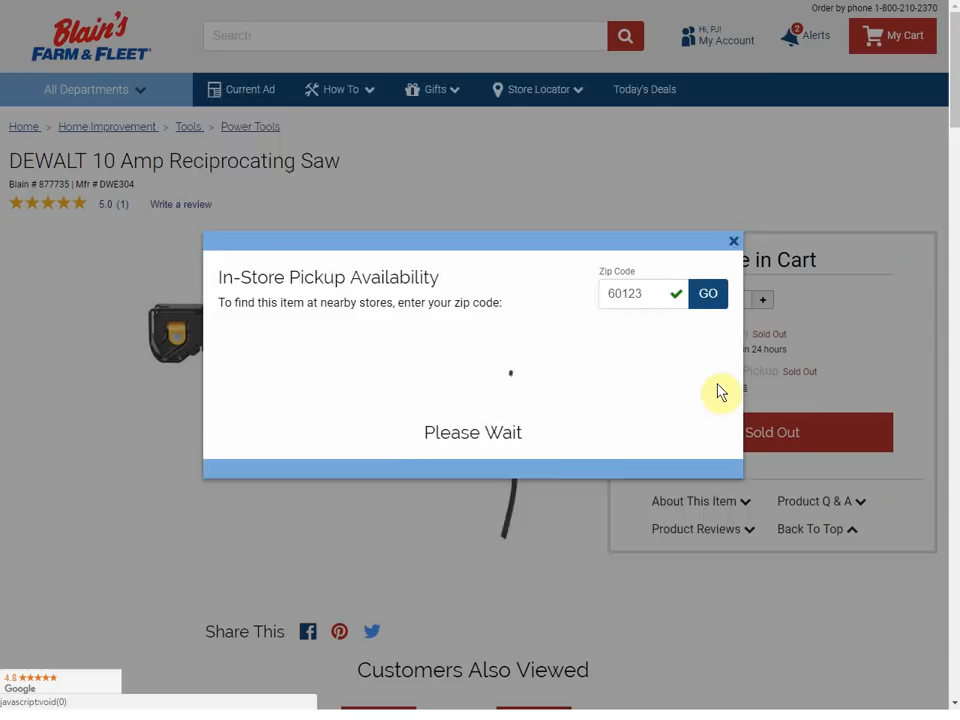 Order by phone 1-800-210-2370
Blain's
FARM & FLEET
Search
Hi, PJ!
My Account
2
Alerts
My Cart
All Departments
Current Ad
How To
Gifts
Store Locator
Today's Deals
Home > Home Improvement > Tools > Power Tools
DEWALT 10 Amp Reciprocating Saw
Blain # 877735 | Mfr # DWE304
5.0 (1) Write a review
x
e in Cart
In-Store Pickup Availability
Zip Code
To find this item at nearby stores, enter your zip code:
60123
GO
+
Sold Out
in 24 hours
Pickup Sold Out
Please Wait
Sold Out
About This Item
Product Q & A
Product Reviews
Back To Top
Share This
Customers Also Viewed
4.8
Google
javascript:void(0)